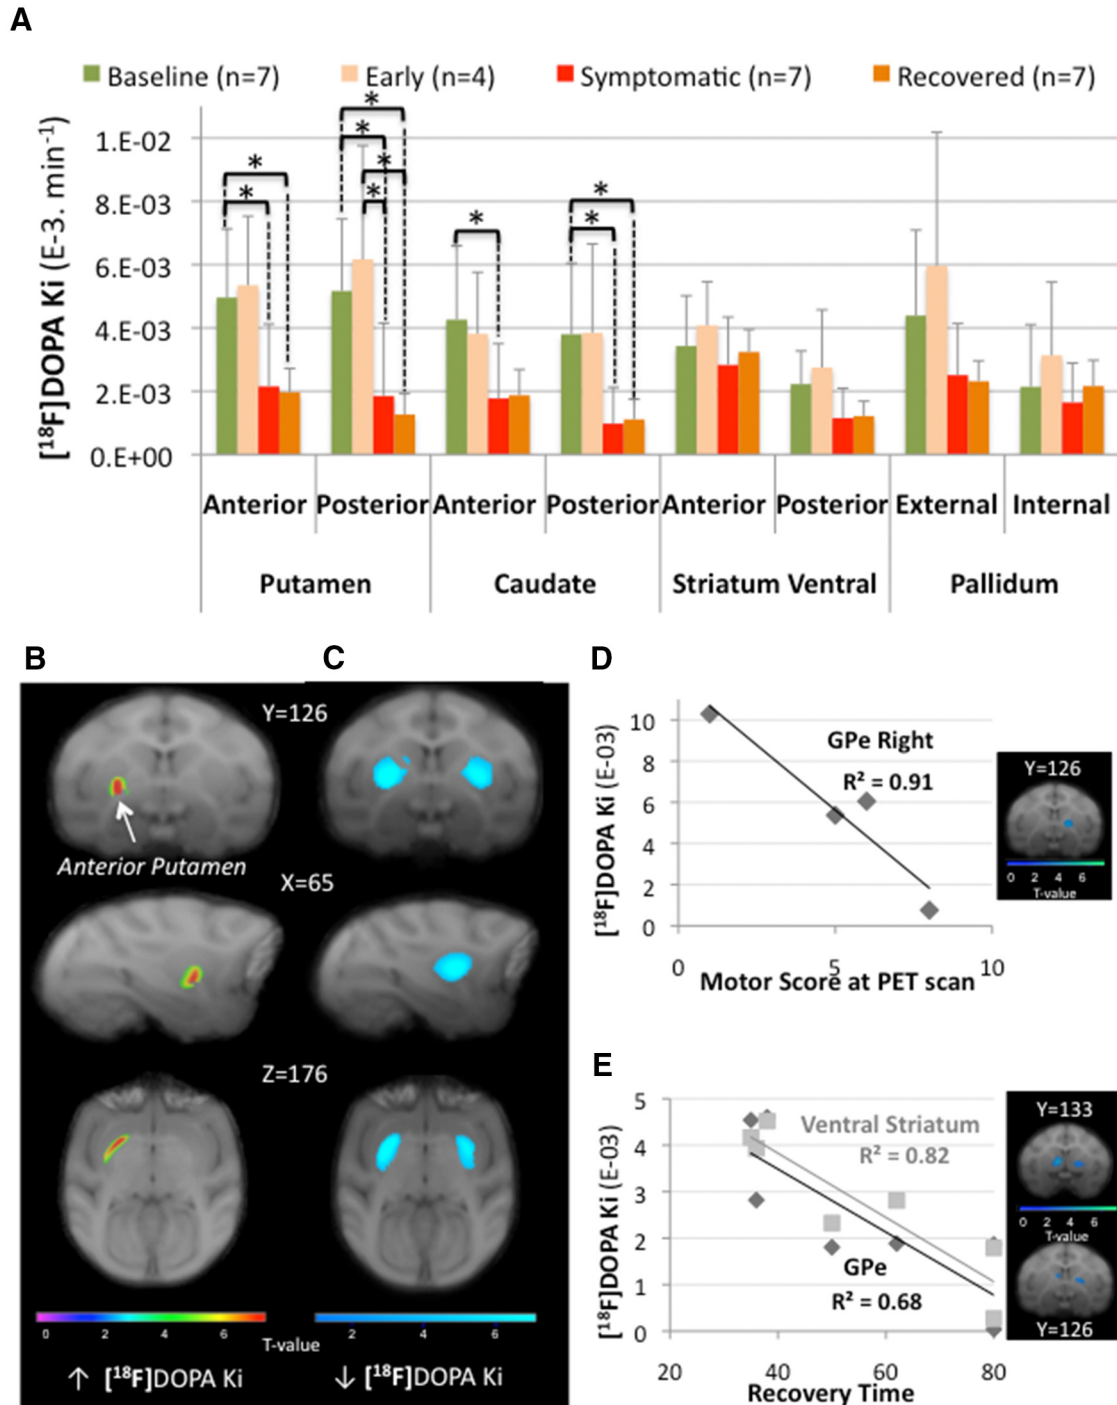 A
Baseline (n=7) Early (n=4) Symptomatic (n=7) Recovered (n=7)
[18F]DOPA Ki (E-3. min-1)
1.E-02
8.E-03
6.E-03
4.E-03
2.E-03
0.E+00
* * * * * * * * *
Anterior Posterior Anterior Posterior Anterior Posterior External Internal
Putamen Caudate Striatum Ventral Pallidum
B C
Y=126
Anterior Putamen
X=65
Z=176
0 2 4 6
2 4 6
T-value
↑ [18F]DOPA Ki ↓ [18F]DOPA Ki
D
[18F]DOPA Ki (E-03)
10
8
6
4
2
0
GPe Right
R² = 0.91
0 5 10
Motor Score at PET scan
Y=126
0 2 4 6
T-value
E
[18F]DOPA Ki (E-03)
5
4
3
2
1
0
Ventral Striatum
R² = 0.82
GPe
R² = 0.68
20 40 60 80
Recovery Time
Y=133
0 2 4 6
T-value
Y=126